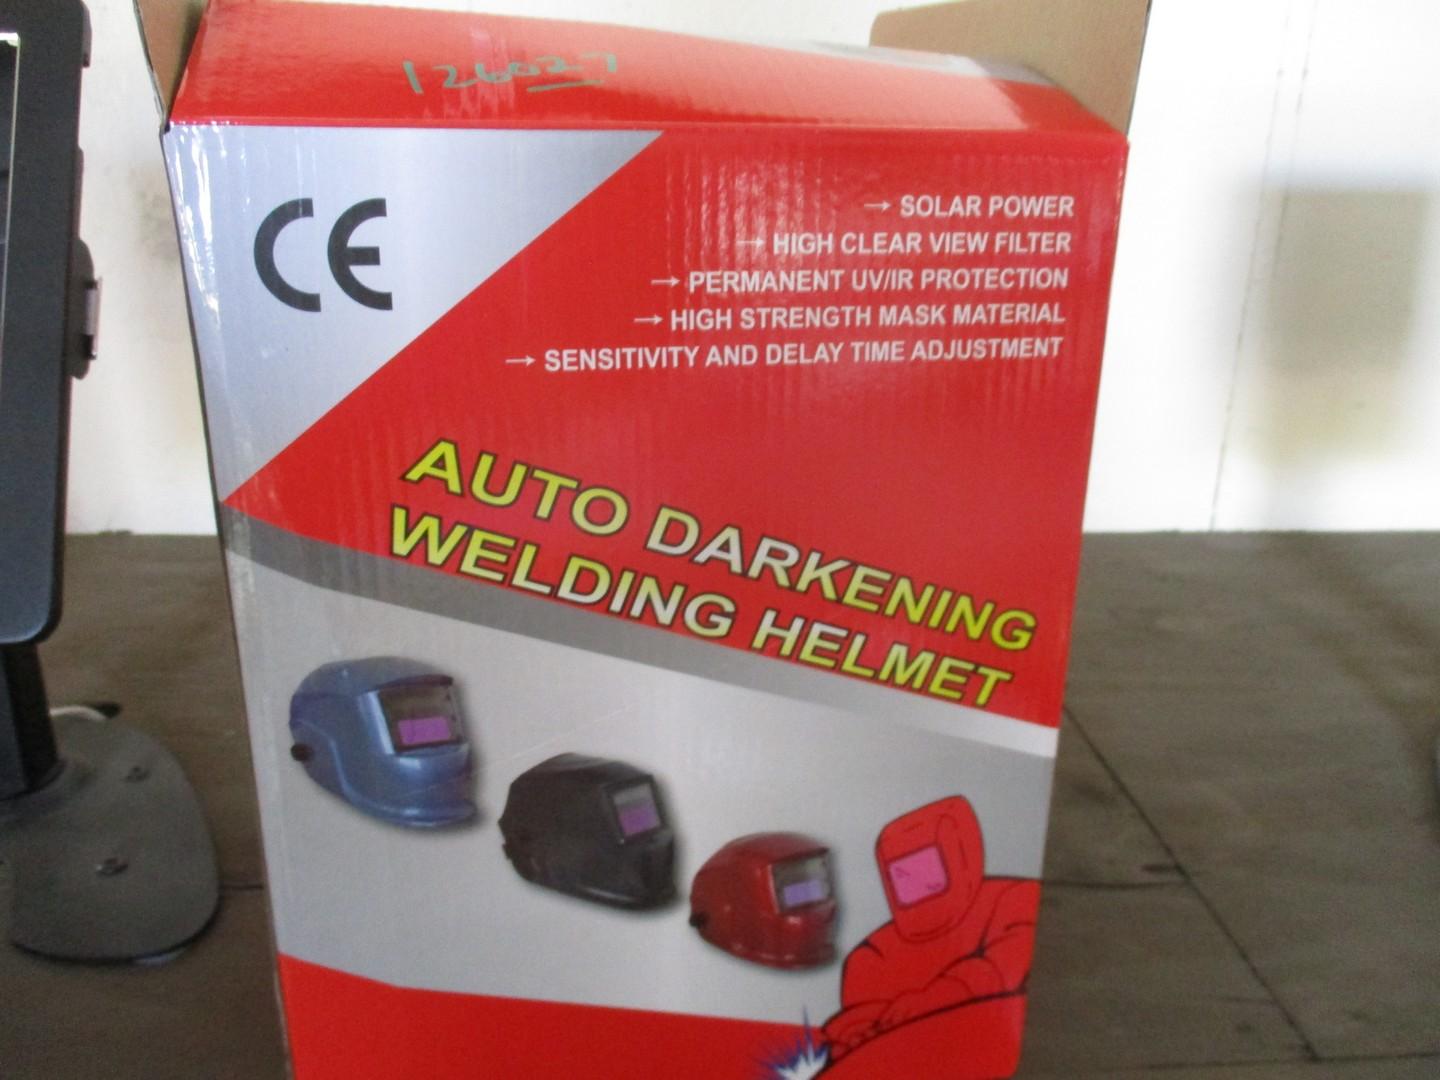 126027
CE
→ SOLAR POWER
→ HIGH CLEAR VIEW FILTER
→ PERMANENT UV/IR PROTECTION
→ HIGH STRENGTH MASK MATERIAL
→ SENSITIVITY AND DELAY TIME ADJUSTMENT
AUTO DARKENING
WELDING HELMET